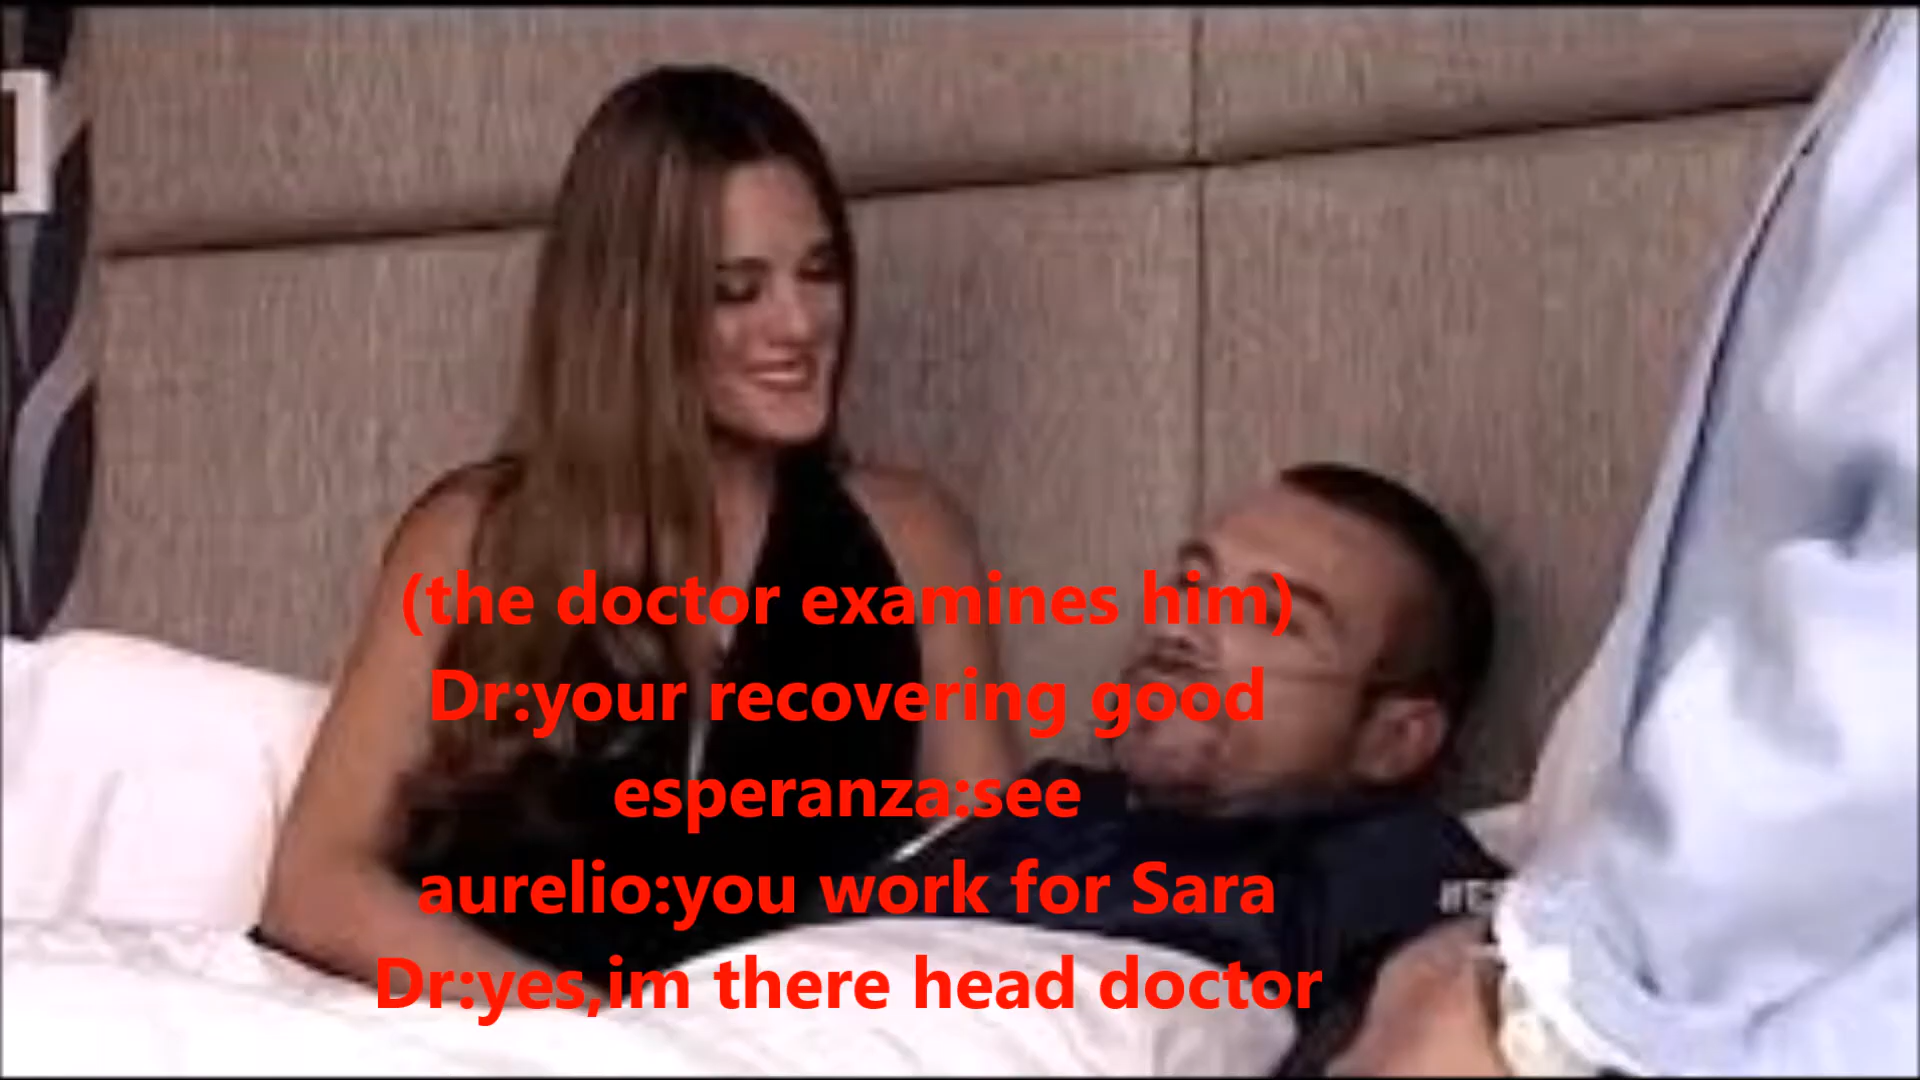 (the doctor examines him)
Dr:your recovering good
esperanza:see
aurelio:you work for Sara
Dr:yes,im there head doctor